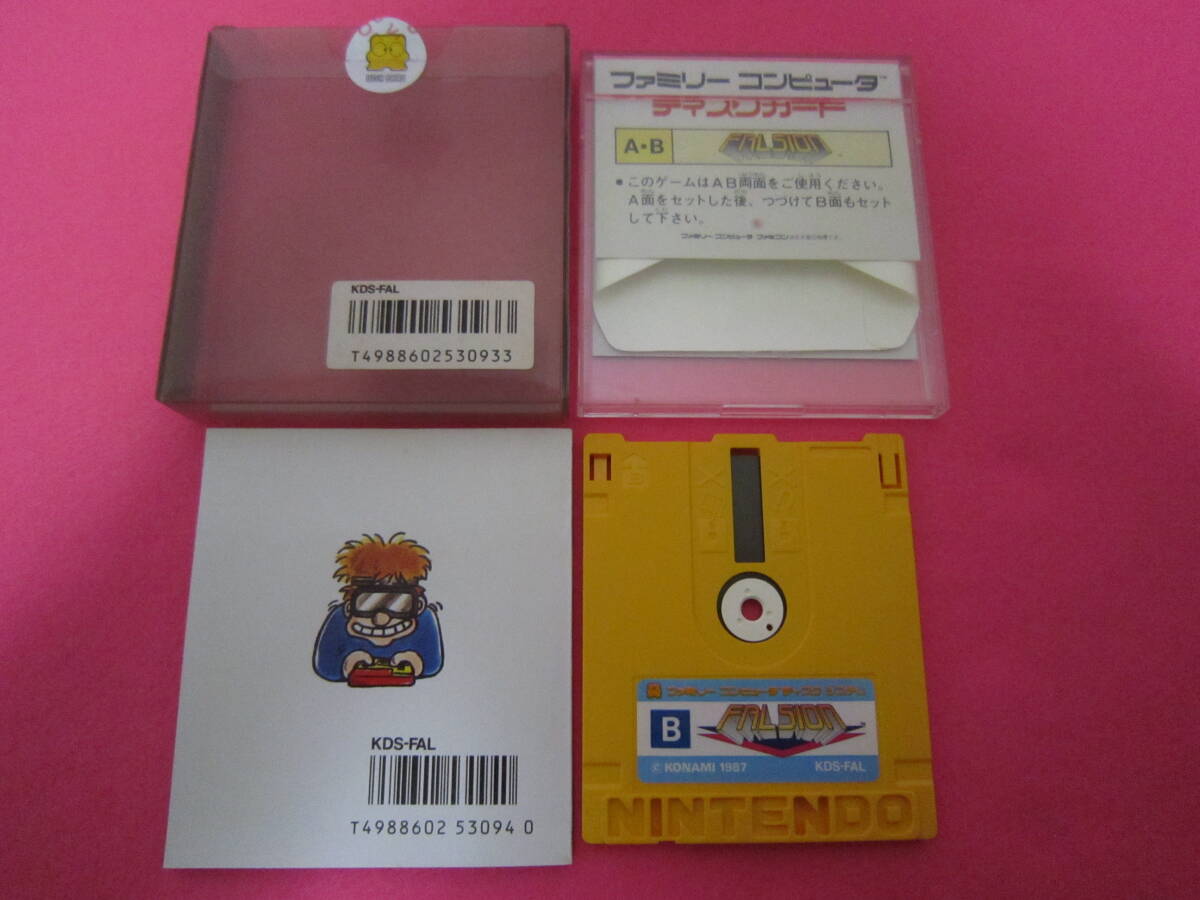 KDS-FAL
T4988602530933
ファミリー コンピュータ™
ディスクカード
A・B
FALSION
● このゲームはAB両面をご使用ください。
A面をセットした後、つづけてB面もセット
して下さい。
KDS-FAL
T4988602 53094 0
ファミリー コンピュータ ディスク システム
B
FALSION™
© KONAMI 1987
KDS-FAL
NINTENDO